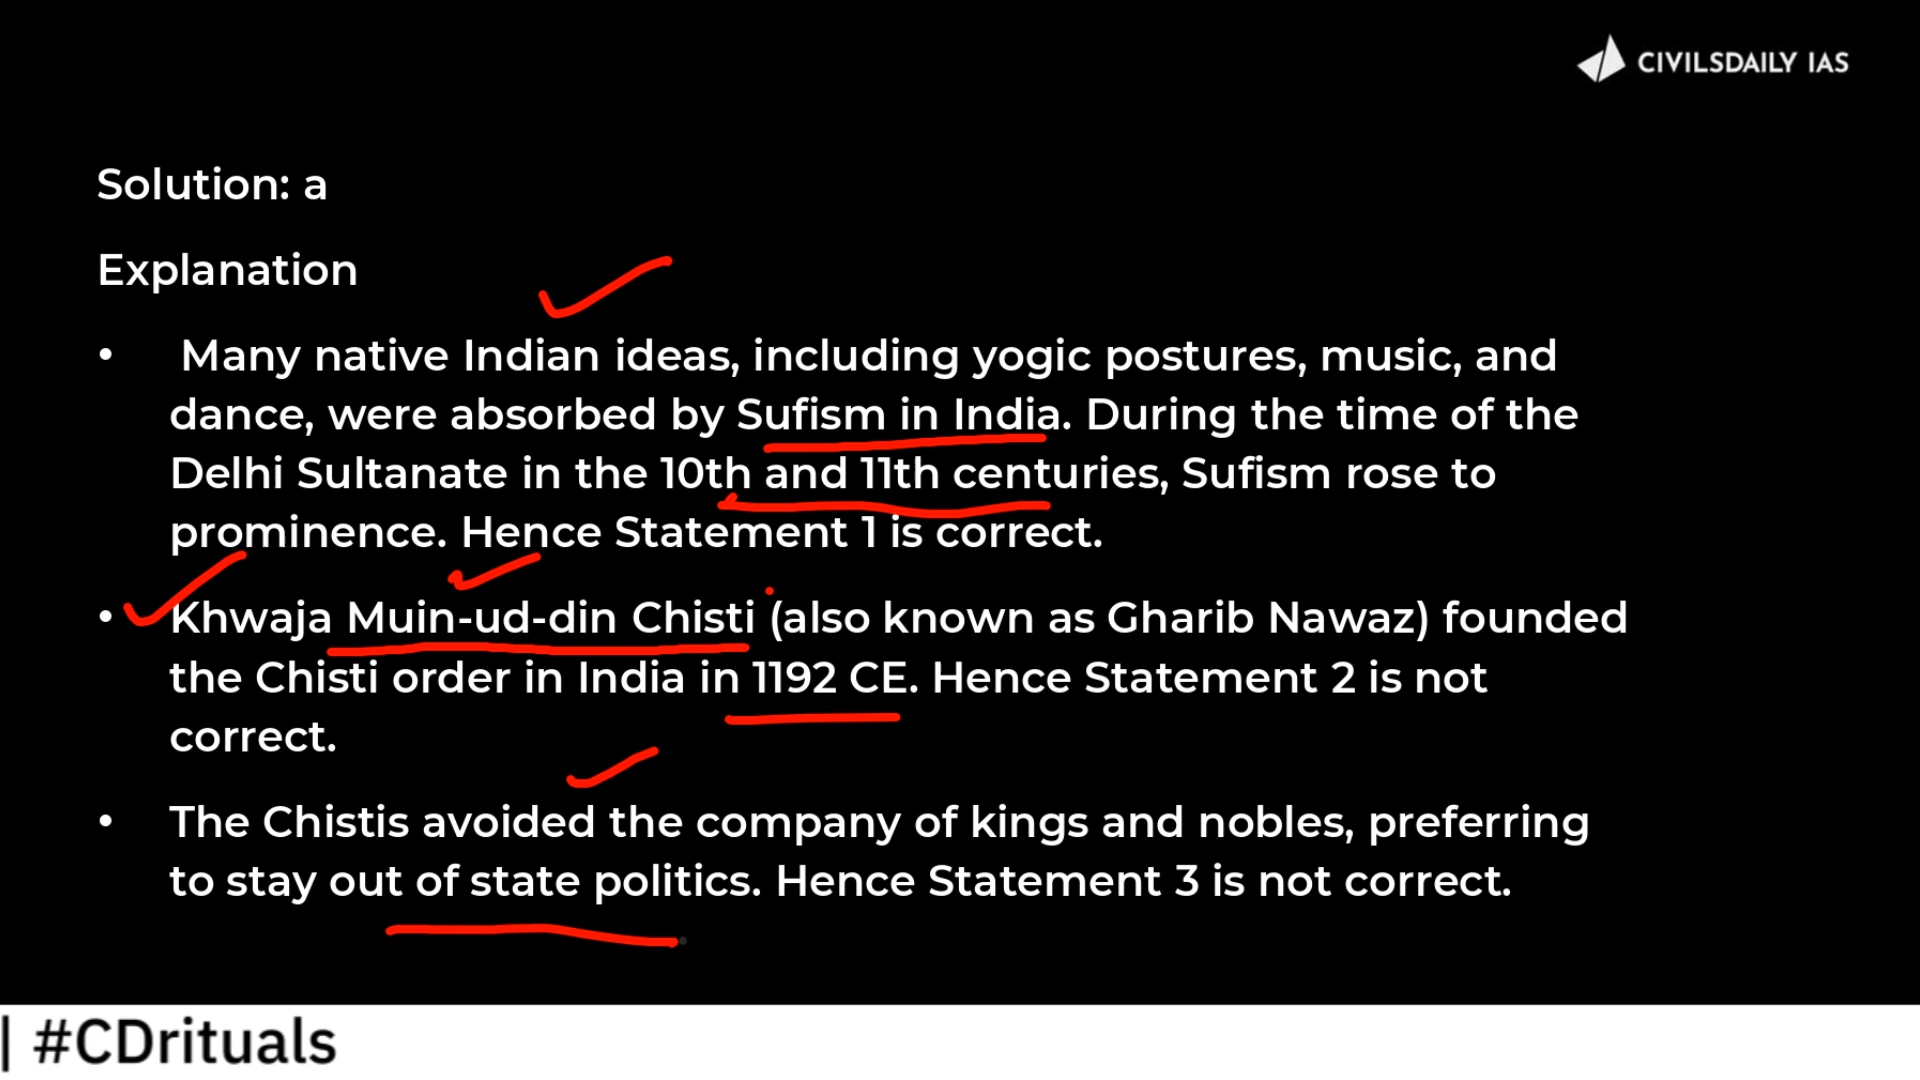 CIVILSDAILY IAS
Solution: a
Explanation
• Many native Indian ideas, including yogic postures, music, and
dance, were absorbed by Sufism in India. During the time of the
Delhi Sultanate in the 10th and 11th centuries, Sufism rose to
prominence. Hence Statement 1 is correct.
• Khwaja Muin-ud-din Chisti (also known as Gharib Nawaz) founded
the Chisti order in India in 1192 CE. Hence Statement 2 is not
correct.
• The Chistis avoided the company of kings and nobles, preferring
to stay out of state politics. Hence Statement 3 is not correct.
| #CDrituals